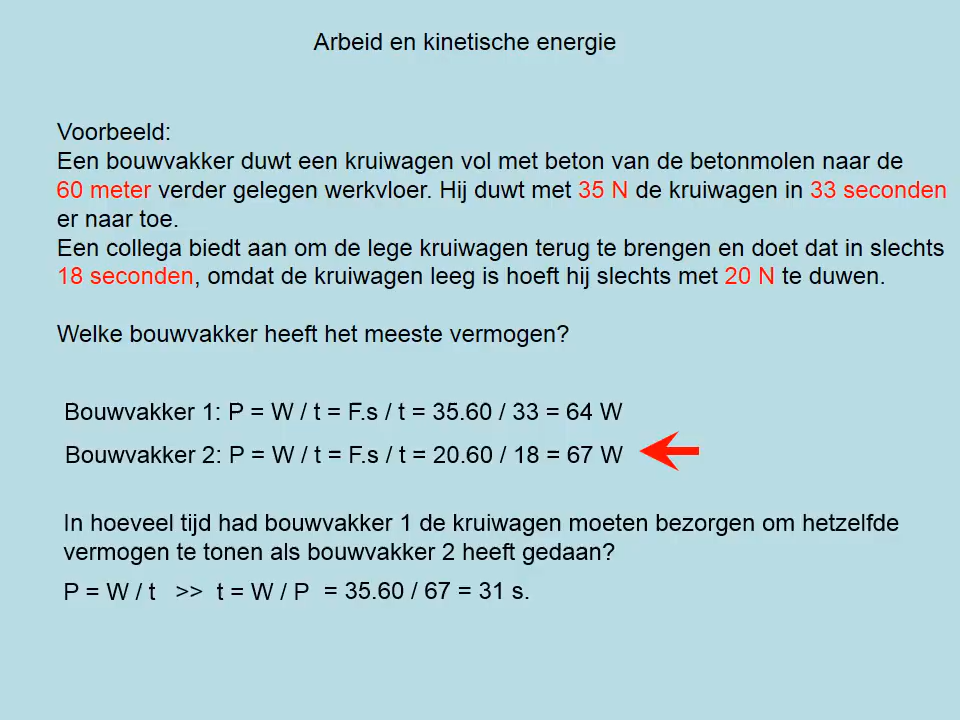 Arbeid en kinetische energie
Voorbeeld:
Een bouwvakker duwt een kruiwagen vol met beton van de betonmolen naar de
60 meter verder gelegen werkvloer. Hij duwt met 35 N de kruiwagen in 33 seconden
er naar toe.
Een collega biedt aan om de lege kruiwagen terug te brengen en doet dat in slechts
18 seconden, omdat de kruiwagen leeg is hoeft hij slechts met 20 N te duwen.
Welke bouwvakker heeft het meeste vermogen?
Bouwvakker 1: P = W / t = F.s / t = 35.60 / 33 = 64 W
Bouwvakker 2: P = W / t = F.s / t = 20.60 / 18 = 67 W
In hoeveel tijd had bouwvakker 1 de kruiwagen moeten bezorgen om hetzelfde
vermogen te tonen als bouwvakker 2 heeft gedaan?
P = W / t >> t = W / P = 35.60 / 67 = 31 s.